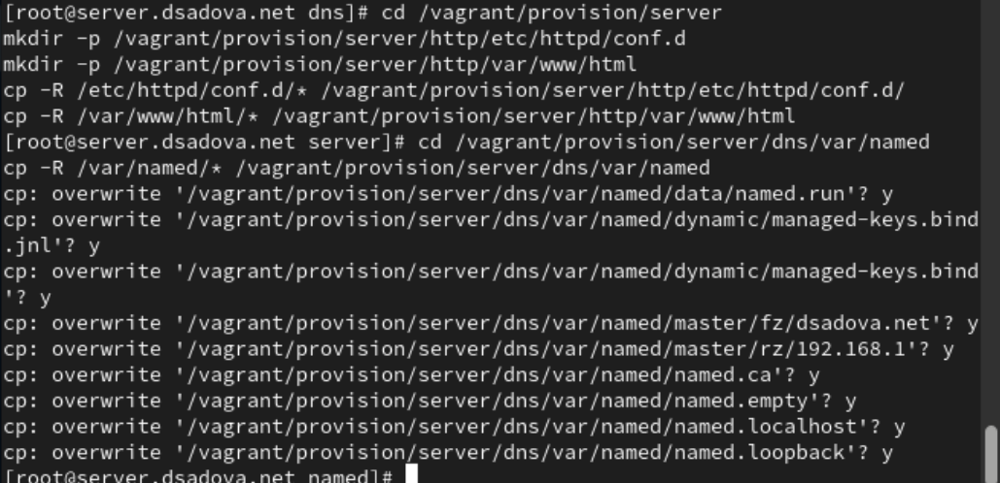 [root@server.dsadova.net dns]# cd /vagrant/provision/server
mkdir -p /vagrant/provision/server/http/etc/httpd/conf.d
mkdir -p /vagrant/provision/server/http/var/www/html
cp -R /etc/httpd/conf.d/* /vagrant/provision/server/http/etc/httpd/conf.d/
cp -R /var/www/html/* /vagrant/provision/server/http/var/www/html
[root@server.dsadova.net server]# cd /vagrant/provision/server/dns/var/named
cp -R /var/named/* /vagrant/provision/server/dns/var/named
cp: overwrite '/vagrant/provision/server/dns/var/named/data/named.run'? y
cp: overwrite '/vagrant/provision/server/dns/var/named/dynamic/managed-keys.bind
.jnl'? y
cp: overwrite '/vagrant/provision/server/dns/var/named/dynamic/managed-keys.bind
'? y
cp: overwrite '/vagrant/provision/server/dns/var/named/master/fz/dsadova.net'? y
cp: overwrite '/vagrant/provision/server/dns/var/named/master/rz/192.168.1'? y
cp: overwrite '/vagrant/provision/server/dns/var/named/named.ca'? y
cp: overwrite '/vagrant/provision/server/dns/var/named/named.empty'? y
cp: overwrite '/vagrant/provision/server/dns/var/named/named.localhost'? y
cp: overwrite '/vagrant/provision/server/dns/var/named/named.loopback'? y
[root@server.dsadova.net named]#